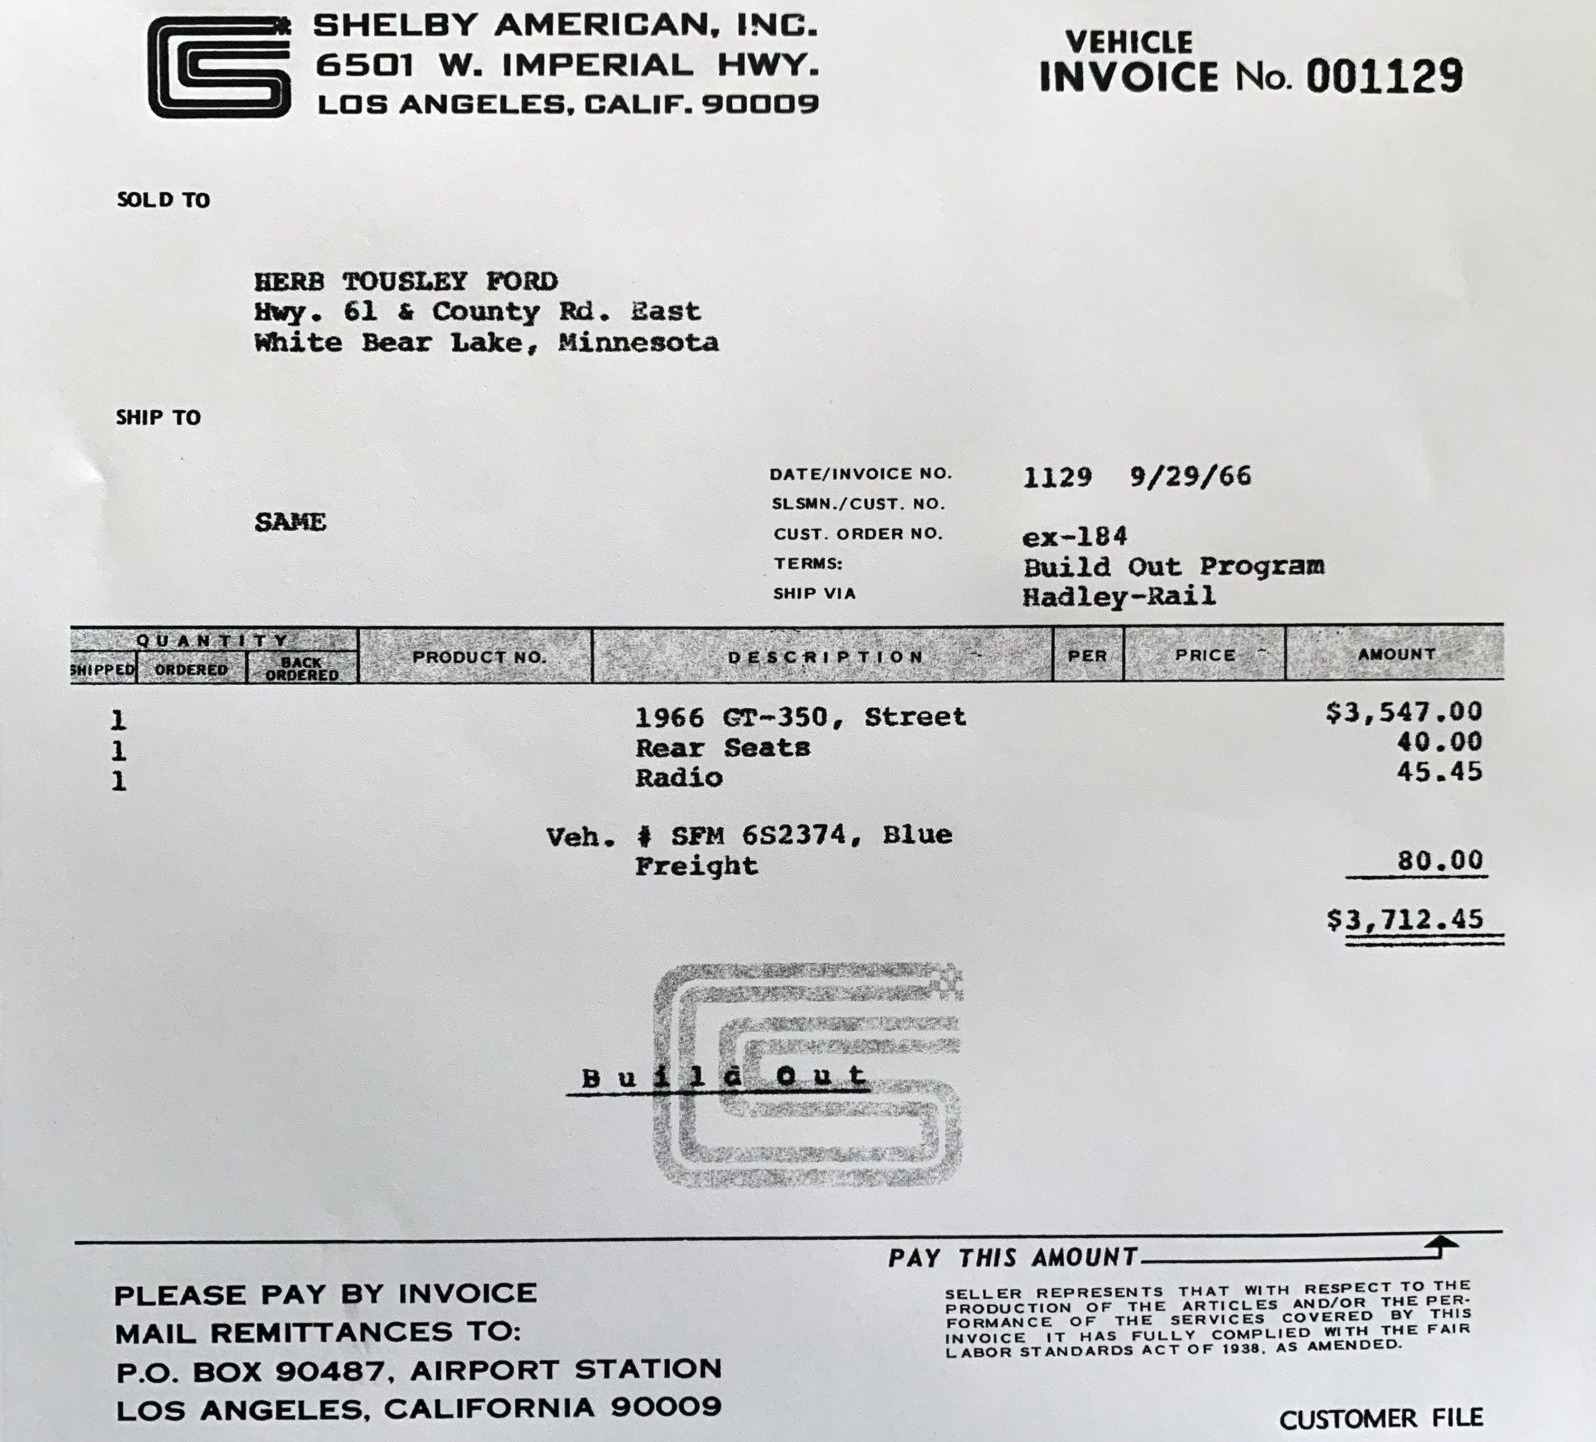 SHELBY AMERICAN, INC.
6501 W. IMPERIAL HWY.
LOS ANGELES, CALIF. 90009
VEHICLE
INVOICE No. 001129
SOLD TO
HERB TOUSLEY FORD
Hwy. 61 & County Rd. East
White Bear Lake, Minnesota
SHIP TO
SAME
DATE/INVOICE NO. 1129 9/29/66
SLSMN./CUST. NO.
CUST. ORDER NO. ex-184
TERMS: Build Out Program
SHIP VIA Hadley-Rail
QUANTITY
SHIPPED ORDERED BACK ORDERED PRODUCT NO. DESCRIPTION PER PRICE AMOUNT
1 1966 GT-350, Street $3,547.00
1 Rear Seats 40.00
1 Radio 45.45
Veh. # SFM 6S2374, Blue
Freight 80.00
$3,712.45
Build Out
PAY THIS AMOUNT
PLEASE PAY BY INVOICE
MAIL REMITTANCES TO:
P.O. BOX 90487, AIRPORT STATION
LOS ANGELES, CALIFORNIA 90009
SELLER REPRESENTS THAT WITH RESPECT TO THE
PRODUCTION OF THE ARTICLES AND/OR THE PER-
FORMANCE OF THE SERVICES COVERED BY THIS
INVOICE IT HAS FULLY COMPLIED WITH THE FAIR
LABOR STANDARDS ACT OF 1938, AS AMENDED.
CUSTOMER FILE